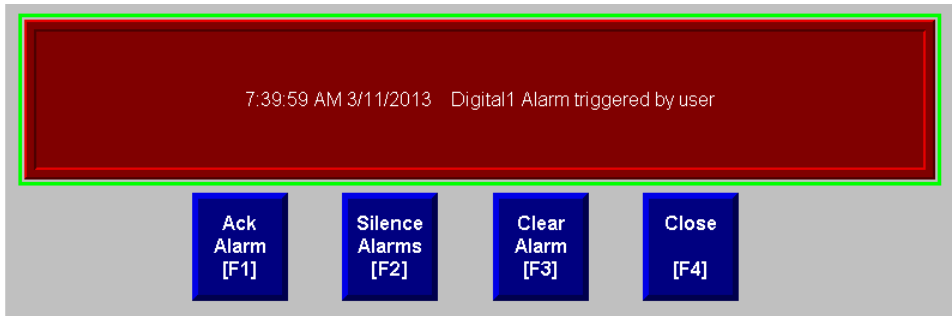 7:39:59 AM 3/11/2013 Digital1 Alarm triggered by user
Ack
Alarm
[F1]
Silence
Alarms
[F2]
Clear
Alarm
[F3]
Close
[F4]